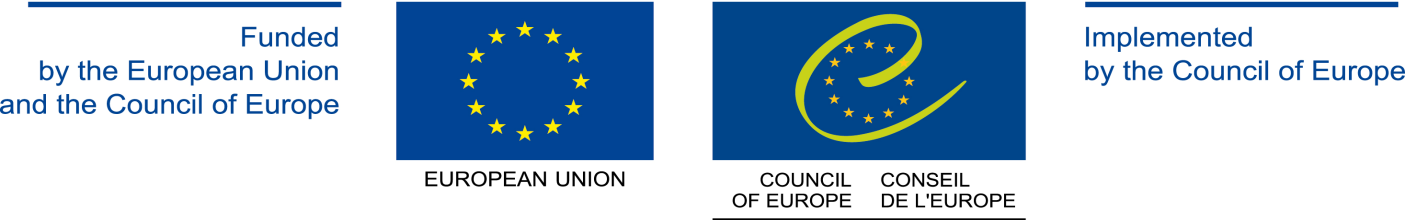 Funded
by the European Union
and the Council of Europe
EUROPEAN UNION
COUNCIL CONSEIL
OF EUROPE DE L'EUROPE
Implemented
by the Council of Europe